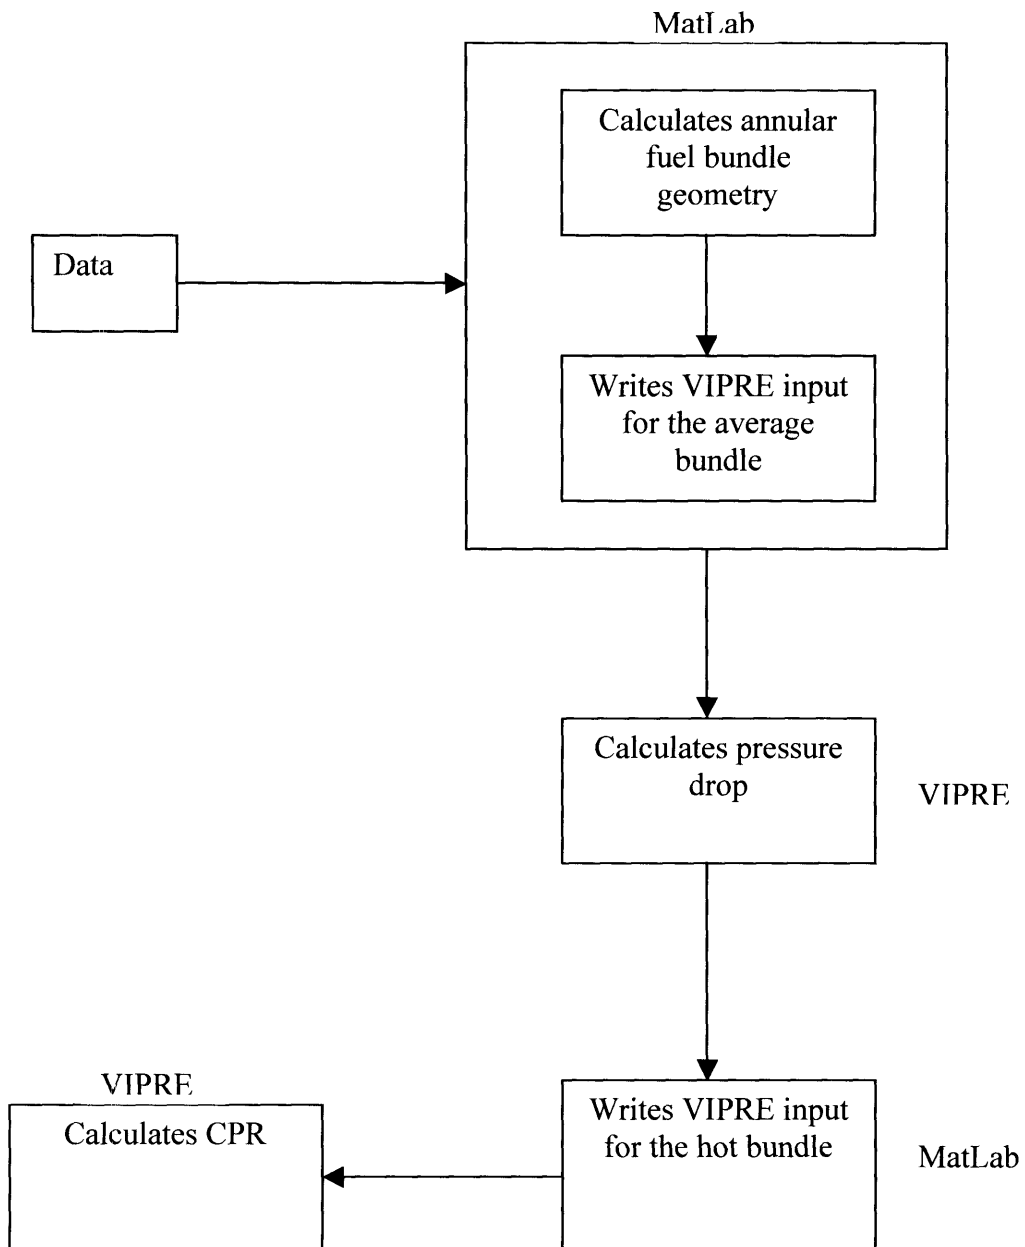 MatLab
Calculates annular
fuel bundle
geometry
Data
Writes VIPRE input
for the average
bundle
Calculates pressure
drop
VIPRE
Writes VIPRE input
for the hot bundle
MatLab
VIPRE
Calculates CPR